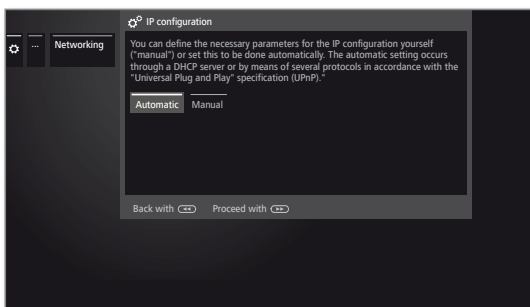 IP configuration
... Networking
You can define the necessary parameters for the IP configuration yourself
("manual") or set this to be done automatically. The automatic setting occurs
through a DHCP server or by means of several protocols in accordance with the
"Universal Plug and Play" specification (UPnP)."
Automatic Manual
Back with Proceed with